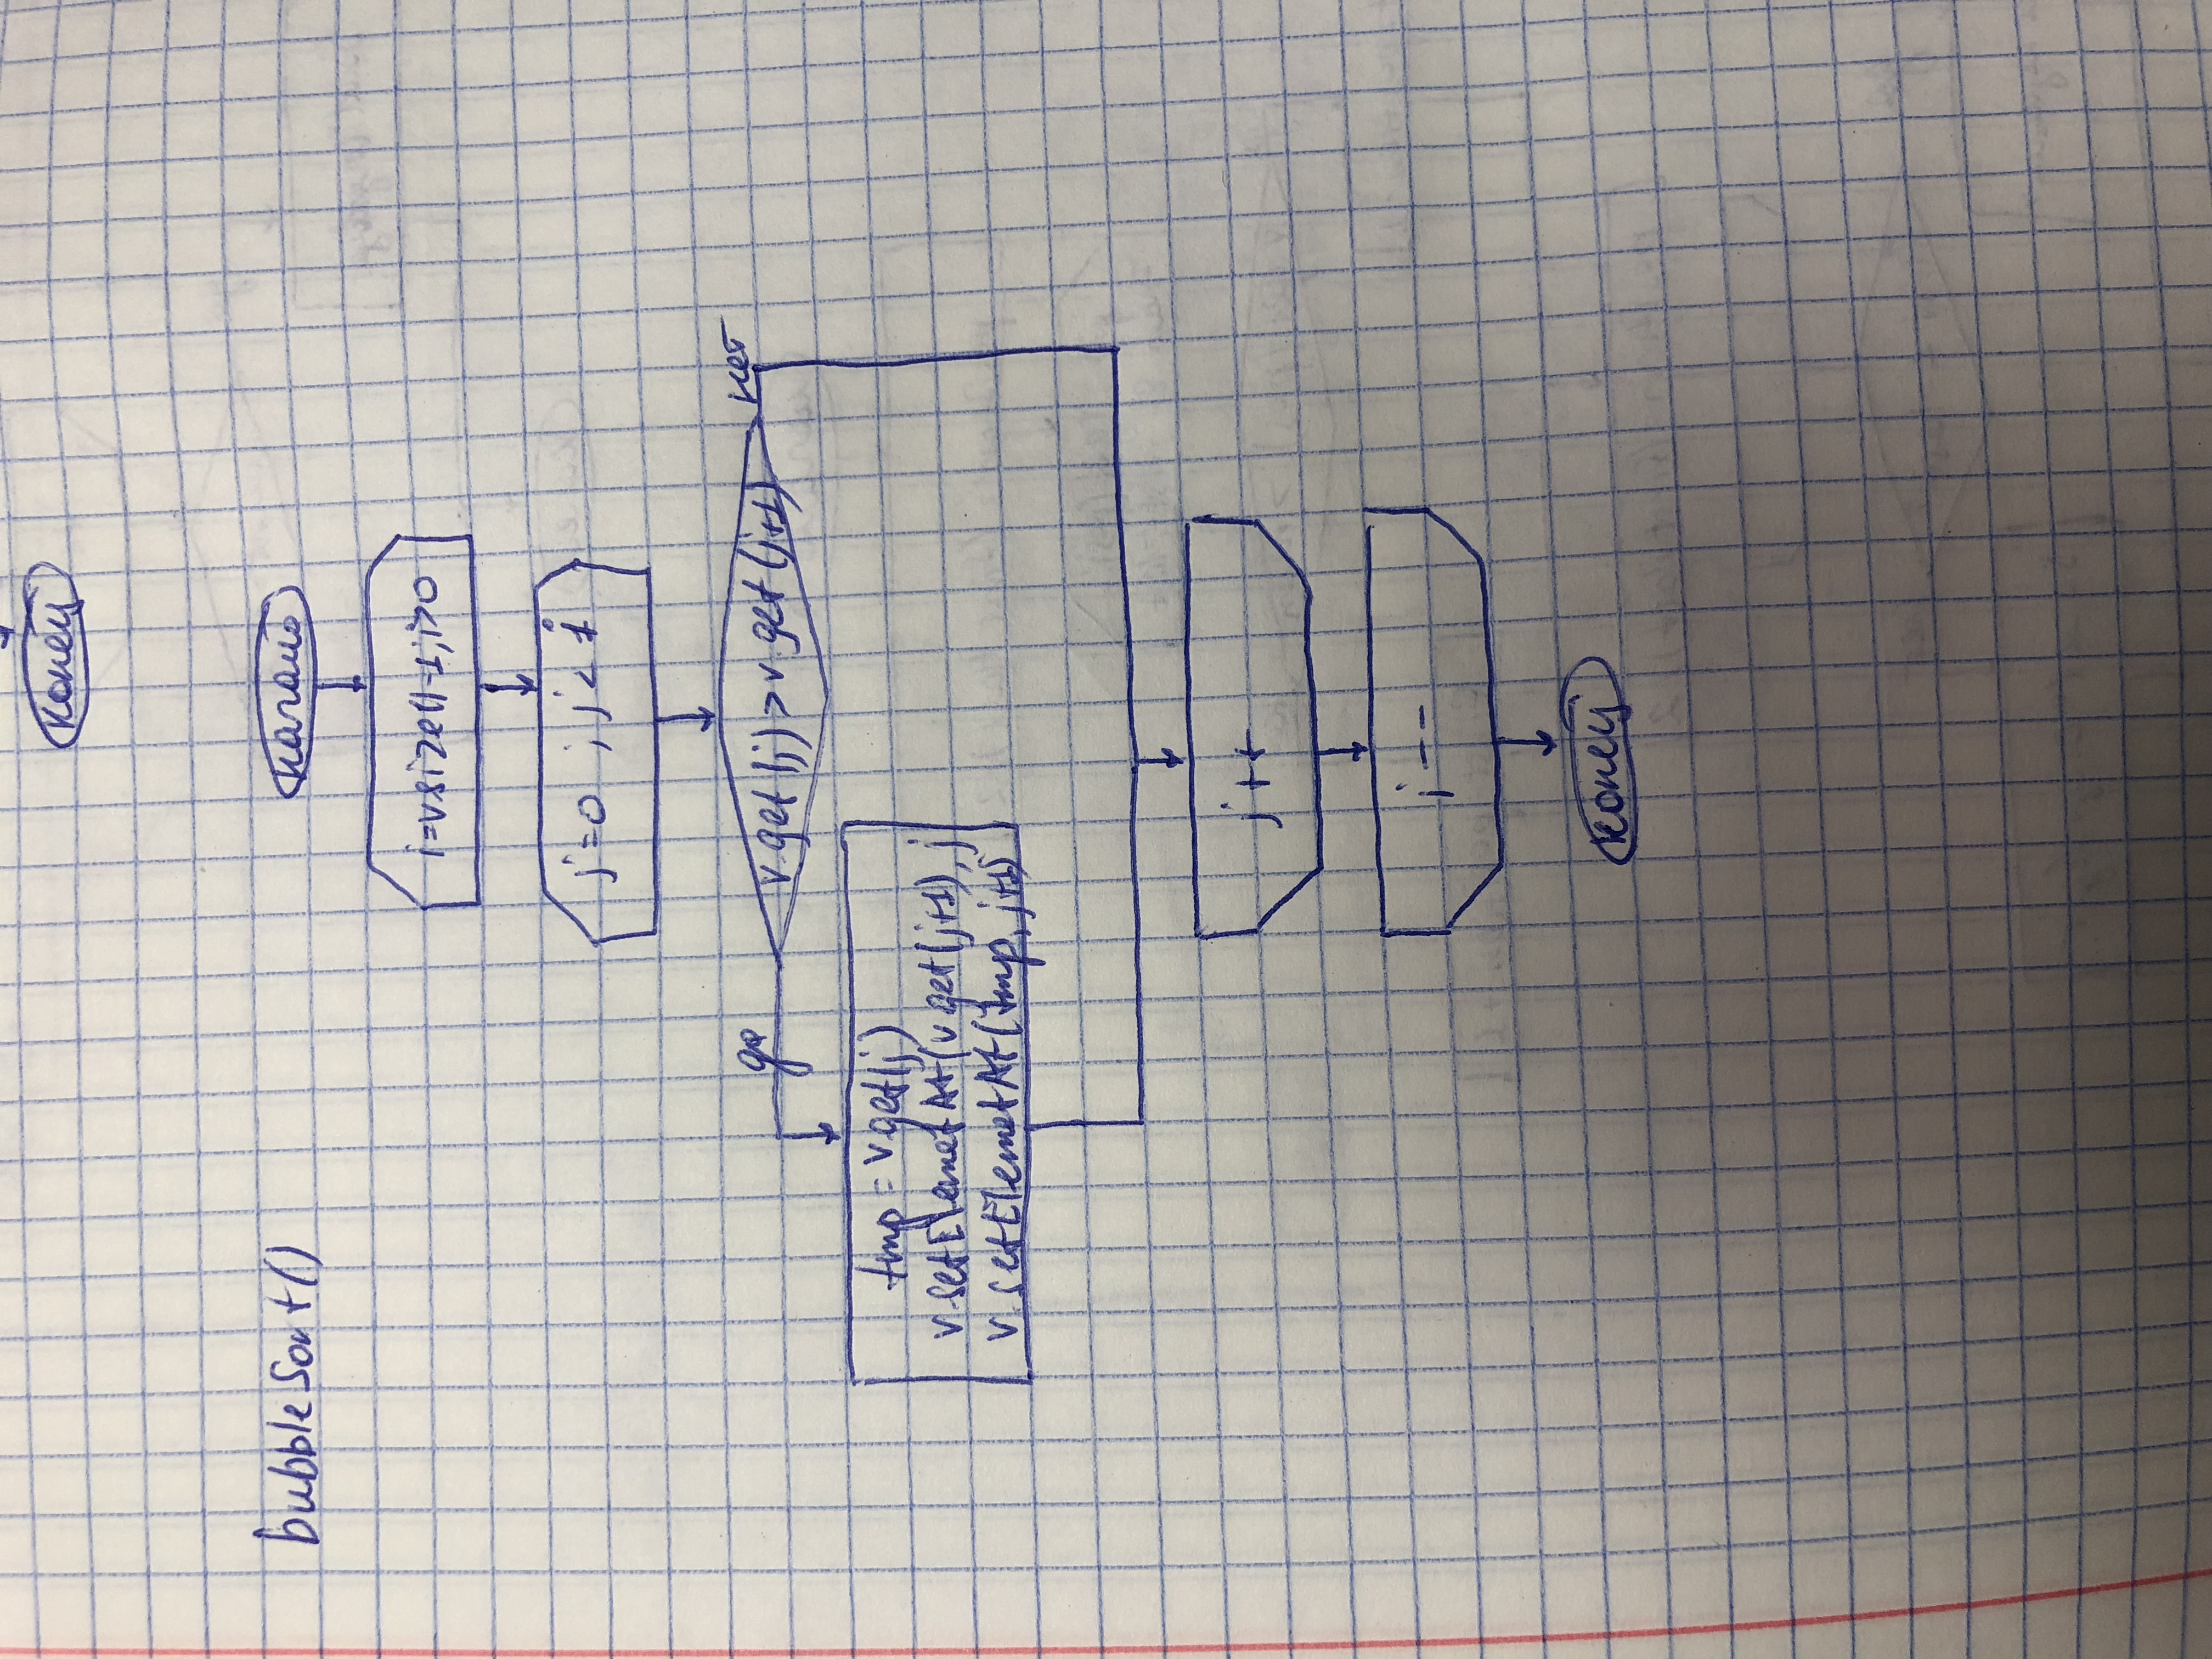 конец
bubbleSort()
начало
i=v.size()-1; i>0
j=0 ; j<i
v.get(j)>v.get(j+1)
да
нет
tmp = v.get(j)
v.setElemetAt(v.get(j+1), j
v.setElemetAt(tmp, j+1)
j++
i--
конец